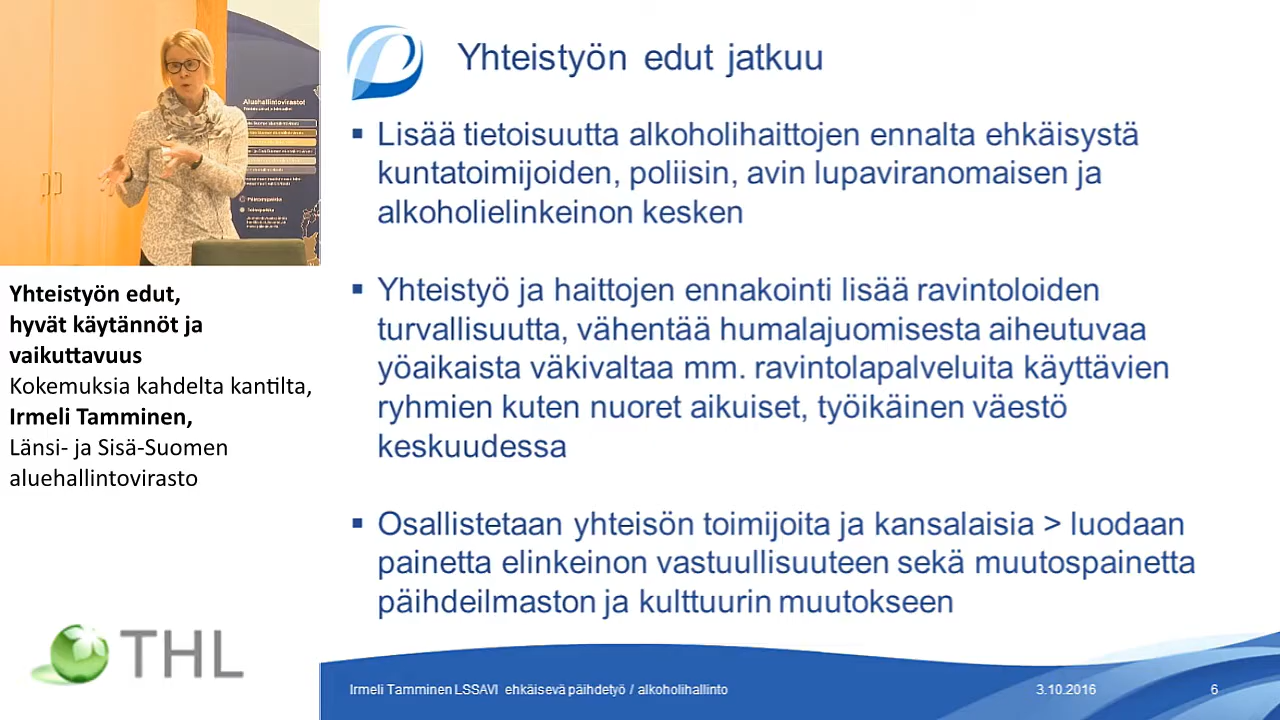 Yhteistyön edut jatkuu
▪ Lisää tietoisuutta alkoholihaittojen ennalta ehkäisystä
kuntatoimijoiden, poliisin, avin lupaviranomaisen ja
alkoholielinkeinon kesken
▪ Yhteistyö ja haittojen ennakointi lisää ravintoloiden
turvallisuutta, vähentää humalajuomisesta aiheutuvaa
yöaikaista väkivaltaa mm. ravintolapalveluita käyttävien
ryhmien kuten nuoret aikuiset, työikäinen väestö
keskuudessa
▪ Osallistetaan yhteisön toimijoita ja kansalaisia > luodaan
painetta elinkeinon vastuullisuuteen sekä muutospainetta
päihdeilmaston ja kulttuurin muutokseen
Irmeli Tamminen LSSAVI ehkäisevä päihdetyö / alkoholihallinto
3.10.2016
6
Aluehallintovirastot
Yhteistyön edut,
hyvät käytännöt ja
vaikuttavuus
Kokemuksia kahdelta kantilta,
Irmeli Tamminen,
Länsi- ja Sisä-Suomen
aluehallintovirasto
THL